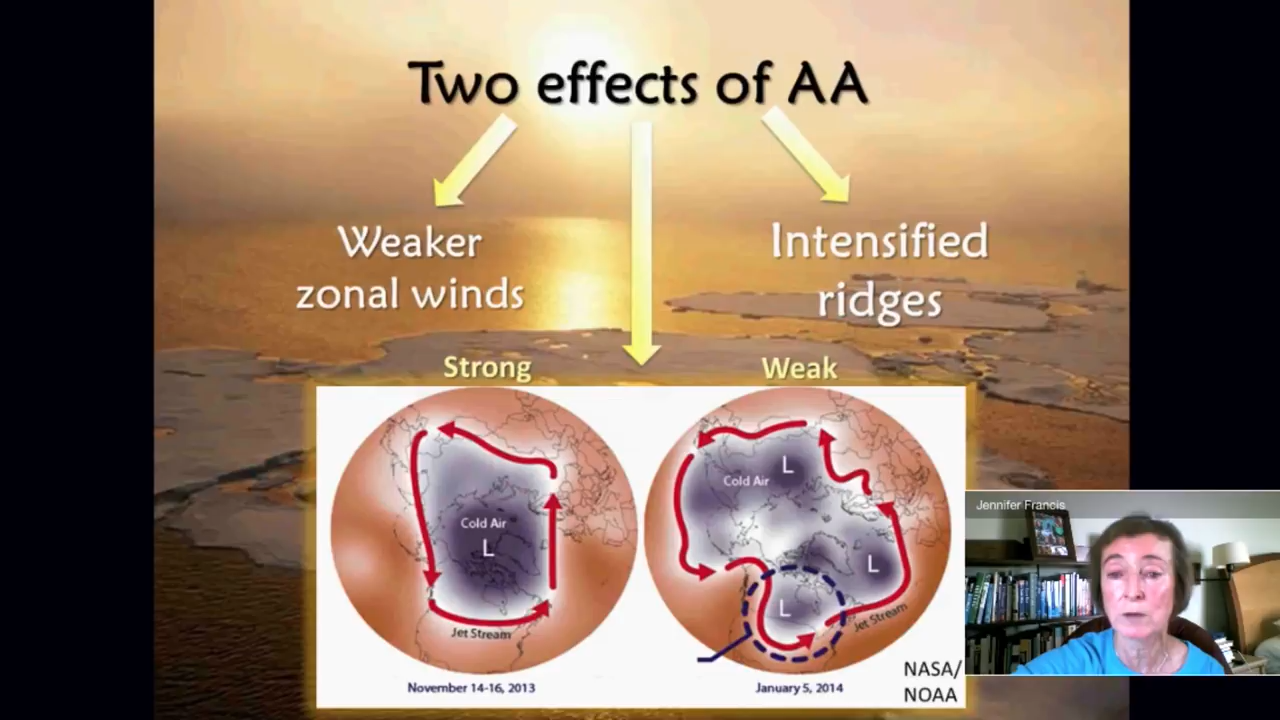 Two effects of AA
Weaker
zonal winds
Intensified
ridges
Strong
Weak
Cold Air
L
Jet Stream
November 14-16, 2013
L
Cold Air
L
L
Jet Stream
January 5, 2014
NASA/
NOAA
Jennifer Francis